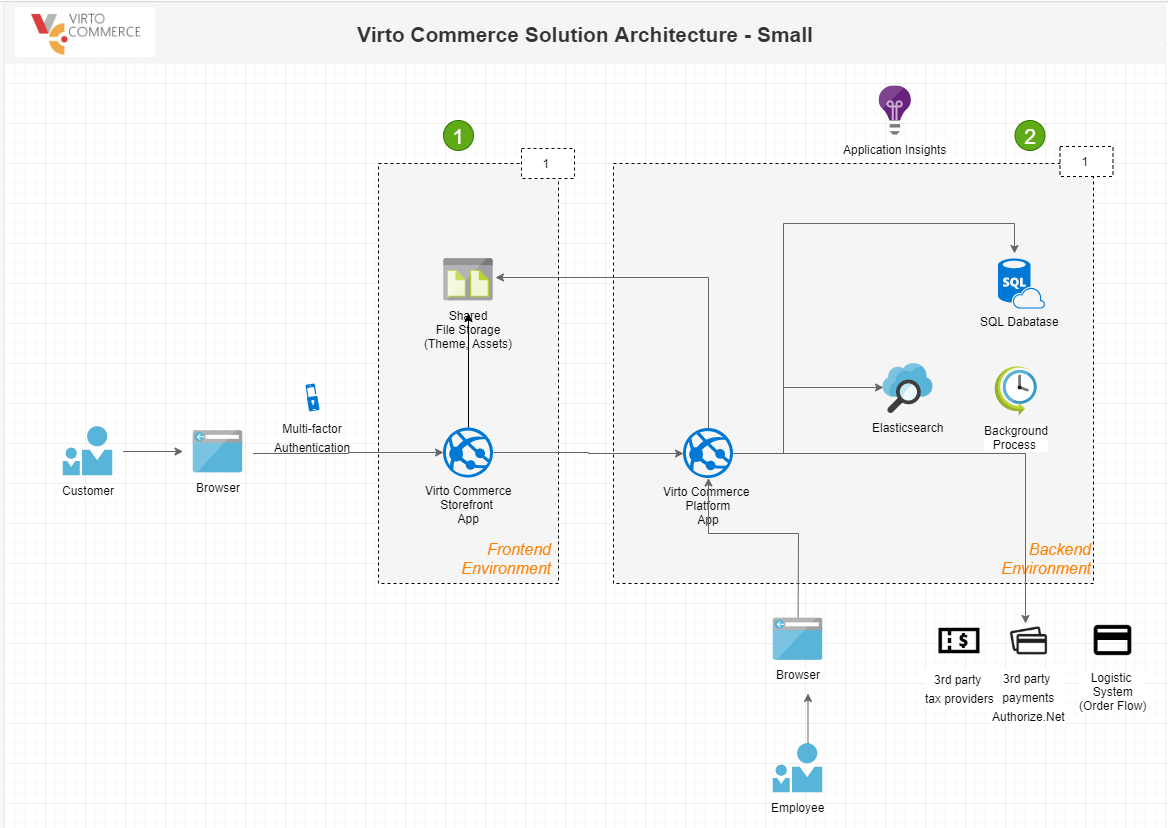 VIRTO
COMMERCE
Virto Commerce Solution Architecture - Small
Application Insights
1
1
2
1
SQL
SQL Dabatase
Shared
File Storage
(Theme, Assets)
Elasticsearch
Background
Process
Multi-factor
Authentication
Customer
Browser
Virto Commerce
Storefront
App
Virto Commerce
Platform
App
Frontend
Environment
Backend
Environment
$
Browser
3rd party
tax providers
3rd party
payments
Authorize.Net
Logistic
System
(Order Flow)
Employee